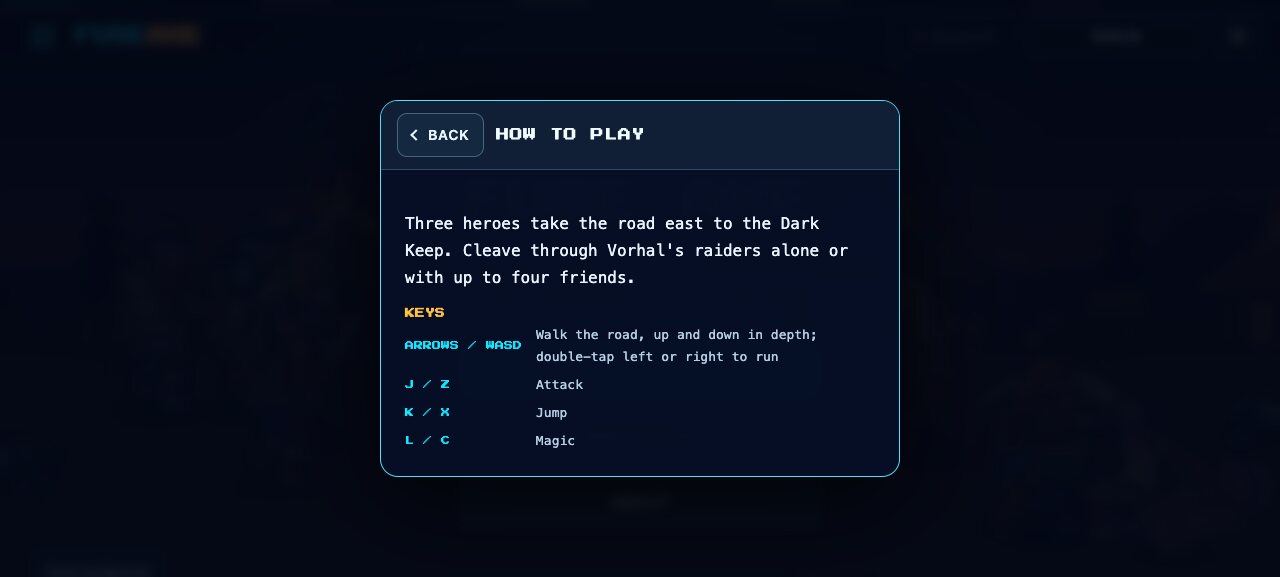 BACK
HOW TO PLAY
Three heroes take the road east to the Dark
Keep. Cleave through Vorhal's raiders alone or
with up to four friends.
KEYS
ARROWS / WASD
Walk the road, up and down in depth;
double-tap left or right to run
J / Z
Attack
K / X
Jump
L / C
Magic